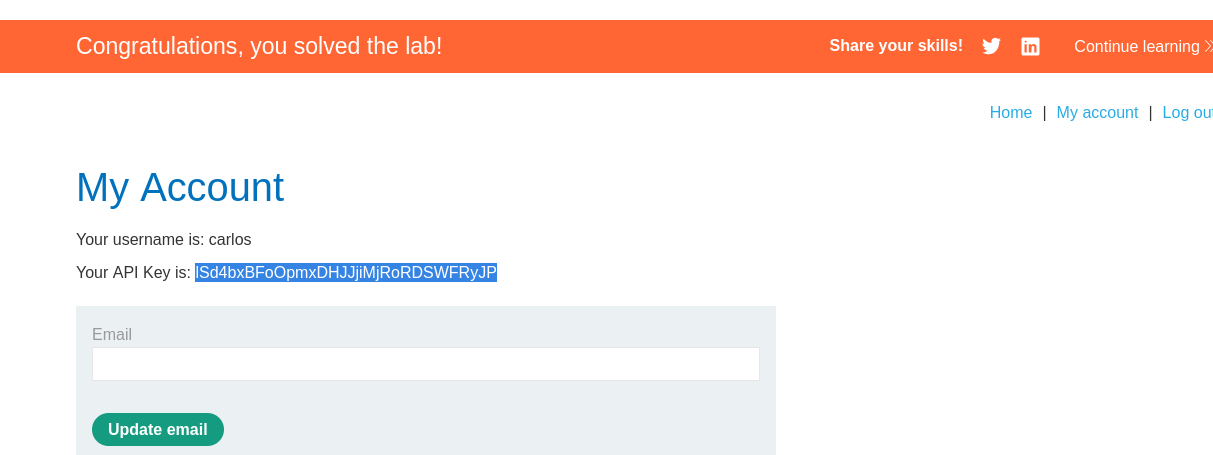 Congratulations, you solved the lab!
Share your skills!
Continue learning
Home | My account | Log out
My Account
Your username is: carlos
Your API Key is: lSd4bxBFoOpmxDHJJjiMjRoRDSWFRyJP
Email
Update email